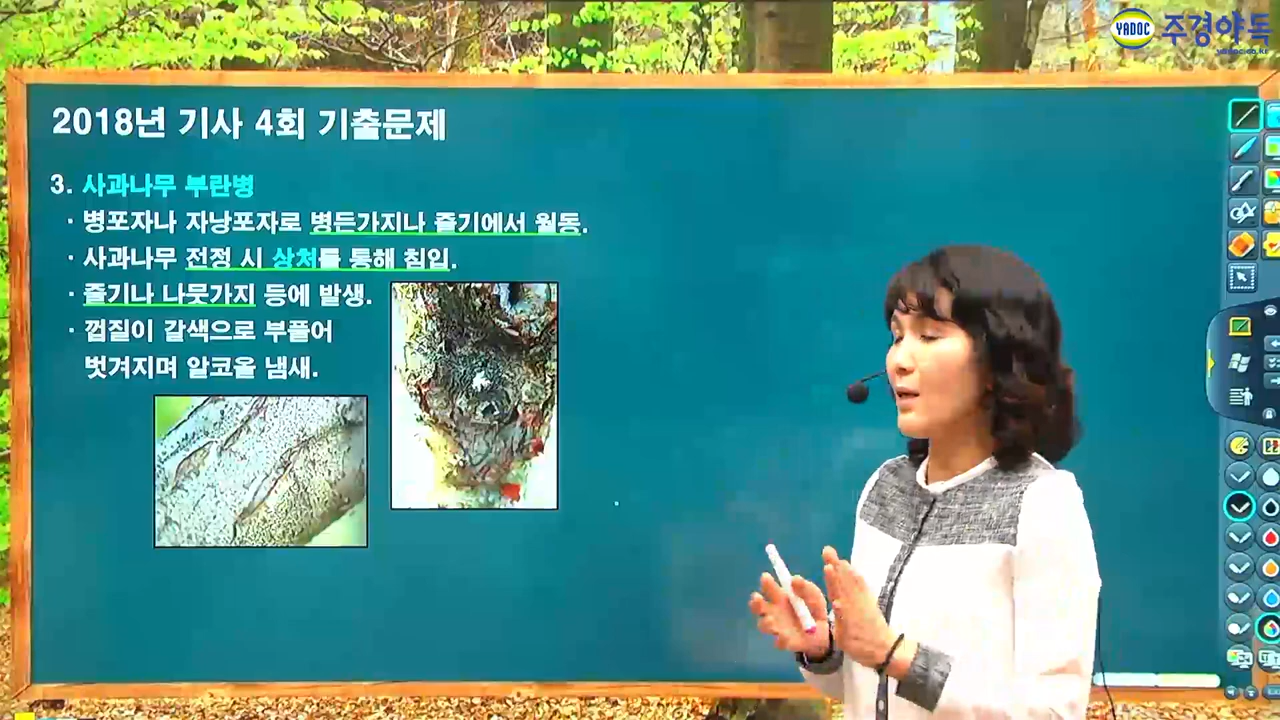 YADOC 주경야독
yadoc.co.kr
2018년 기사 4회 기출문제
3. 사과나무 부란병
· 병포자나 자낭포자로 병든가지나 줄기에서 월동.
· 사과나무 전정 시 상처를 통해 침입.
· 줄기나 나뭇가지 등에 발생.
· 껍질이 갈색으로 부풀어
벗겨지며 알코올 냄새.